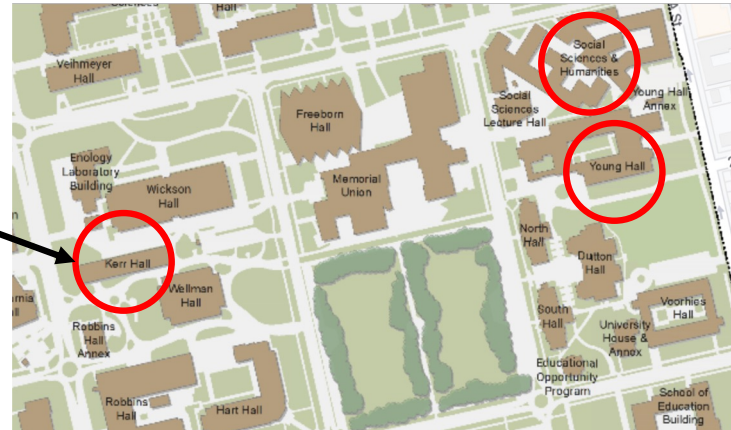 Hall
Veihmeyer
Hall
Freeborn
Hall
Social
Sciences &
Humanities
A St
Social
Sciences
Lecture Hall
Young Hall
Annex
Young Hall
Enology
Laboratory
Building
Wickson
Hall
Memorial
Union
Kerr Hall
Wellman
Hall
North
Hall
Dutton
Hall
Robbins
Hall
Annex
South
Hall
University
House &
Annex
Voorhies
Hall
Educational
Opportunity
Program
Robbins
Hall
Hart Hall
School of
Education
Building